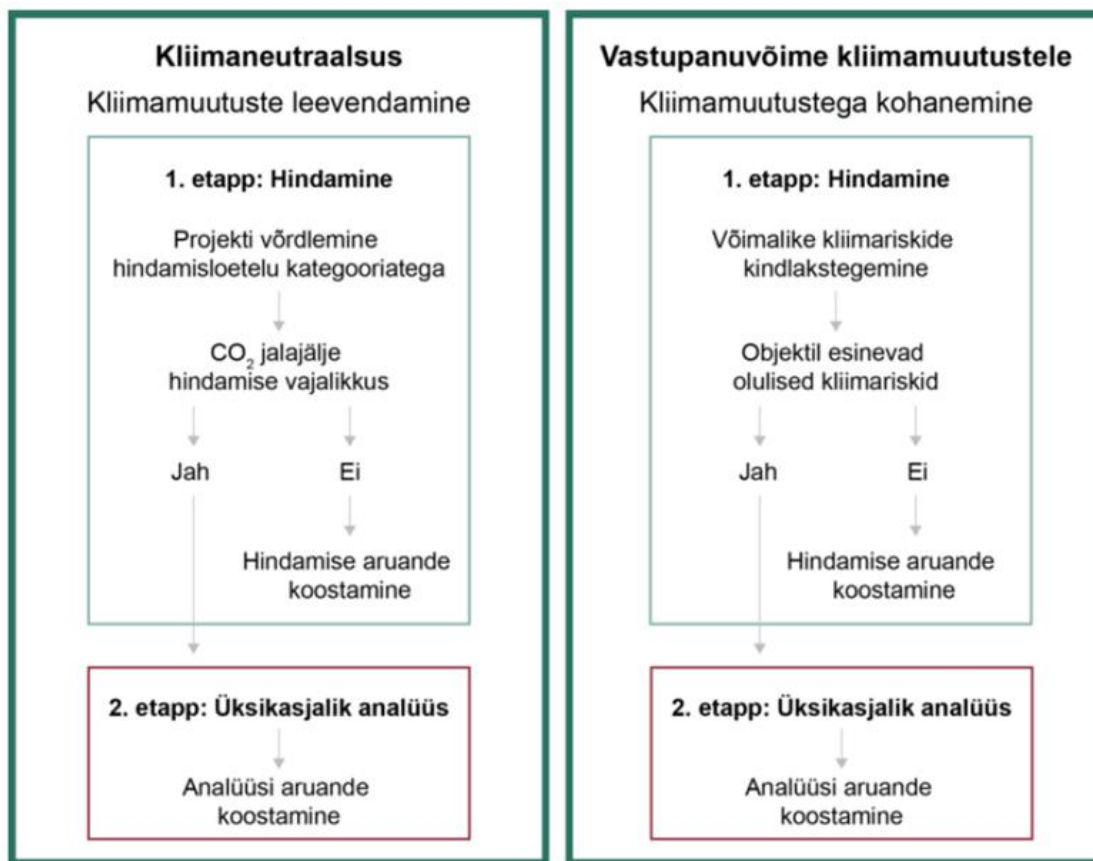 Kliimaneutraalsus
Kliimamuutuste leevendamine
1. etapp: Hindamine
Projekti võrdlemine
hindamisloetelu kategooriatega
CO₂ jalajälje
hindamise vajalikkus
Jah
Ei
Hindamise aruande
koostamine
2. etapp: Üksikasjalik analüüs
Analüüsi aruande
koostamine
Vastupanuvõime kliimamuutustele
Kliimamuutustega kohanemine
1. etapp: Hindamine
Võimalike kliimariskide
kindlakstegemine
Objektil esinevad
olulised kliimariskid
Jah
Ei
Hindamise aruande
koostamine
2. etapp: Üksikasjalik analüüs
Analüüsi aruande
koostamine